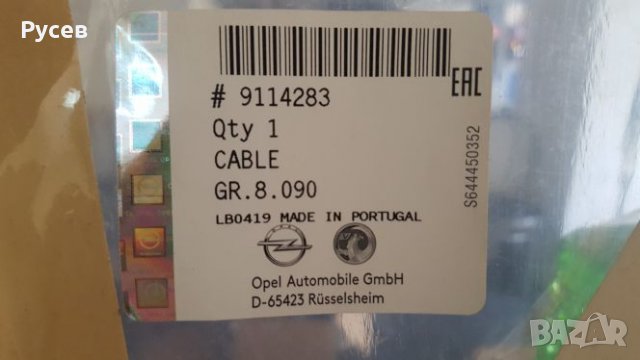 Русев
# 9114283
EAC
Qty 1
CABLE
GR.8.090
S644450352
LB0419 MADE IN PORTUGAL
Opel Automobile GmbH
D-65423 Rüsselsheim
BAZAR